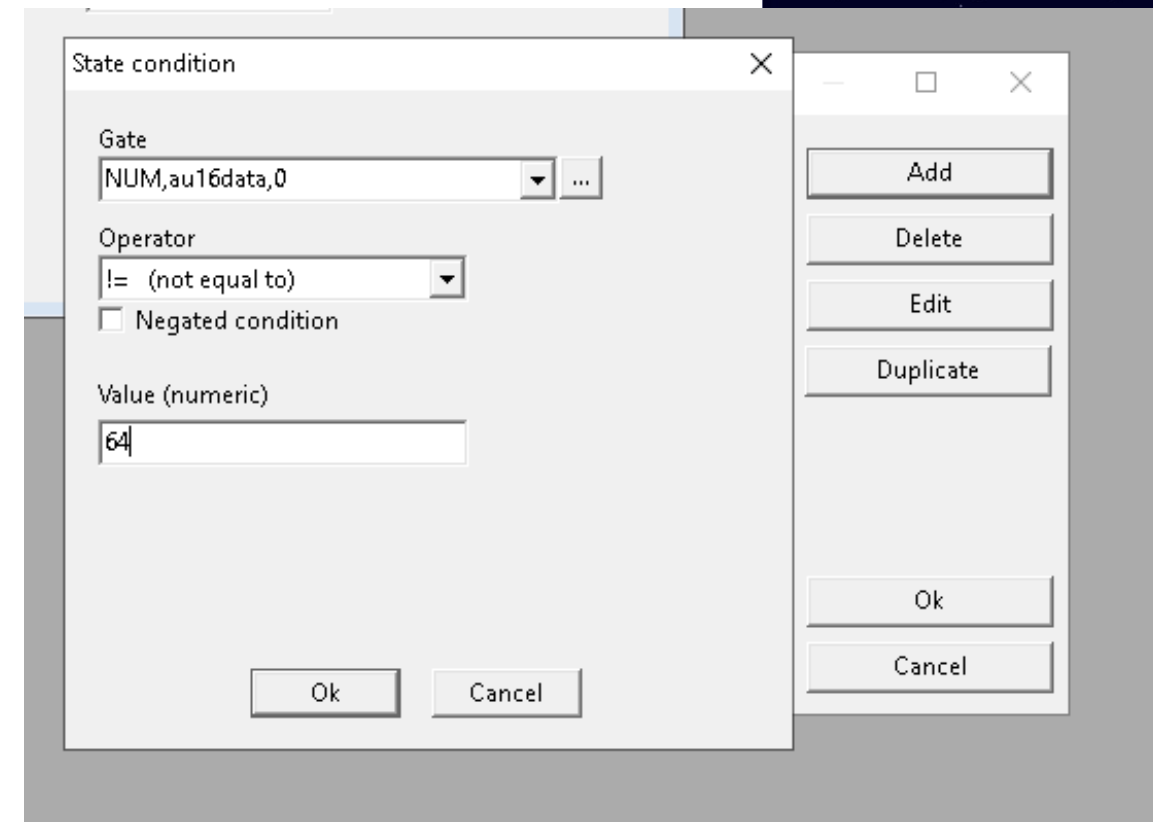 State condition
Gate
NUM,au16data,0
...
Operator
!= (not equal to)
Negated condition
Value (numeric)
64
Ok
Cancel
Add
Delete
Edit
Duplicate
Ok
Cancel